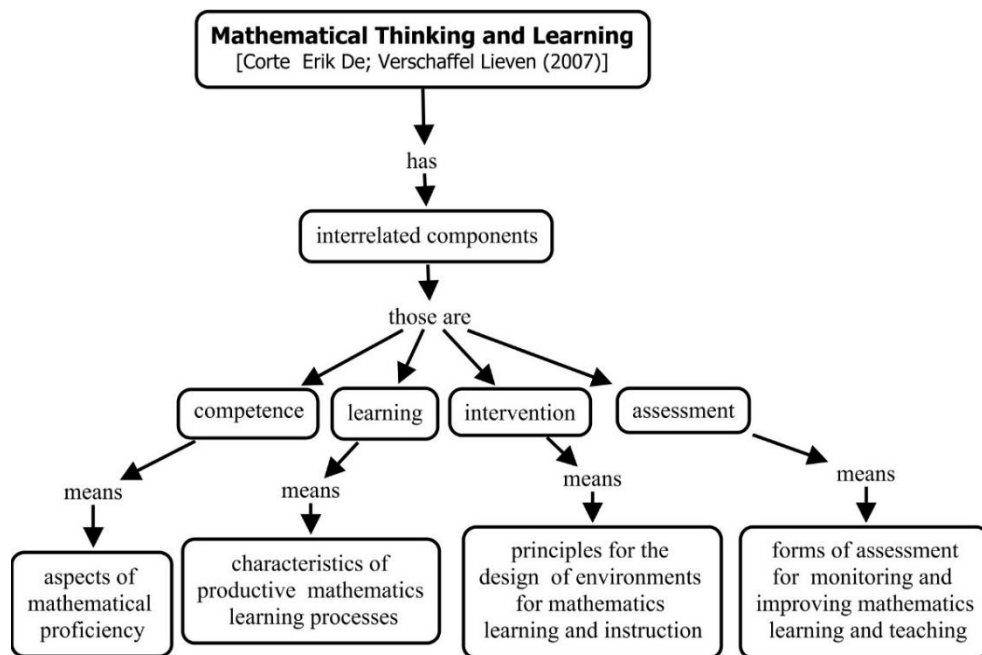 Mathematical Thinking and Learning
[Corte Erik De; Verschaffel Lieven (2007)]
has
interrelated components
those are
competence
learning
intervention
assessment
means
means
means
means
aspects of
mathematical
proficiency
characteristics of
productive mathematics
learning processes
principles for the
design of environments
for mathematics
learning and instruction
forms of assessment
for monitoring and
improving mathematics
learning and teaching